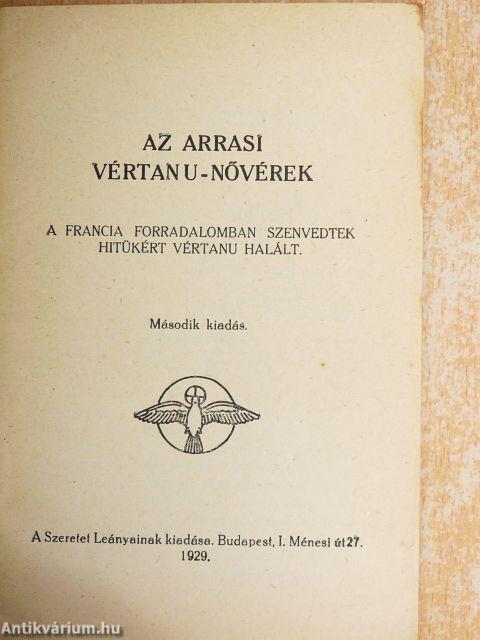 AZ ARRASI
VÉRTANU-NŐVÉREK
A FRANCIA FORRADALOMBAN SZENVEDTEK
HITÜKÉRT VÉRTANU HALÁLT.
Második kiadás.
A Szeretet Leányainak kiadása. Budapest, I. Ménesi út 27.
1929.
Antikvárium.hu